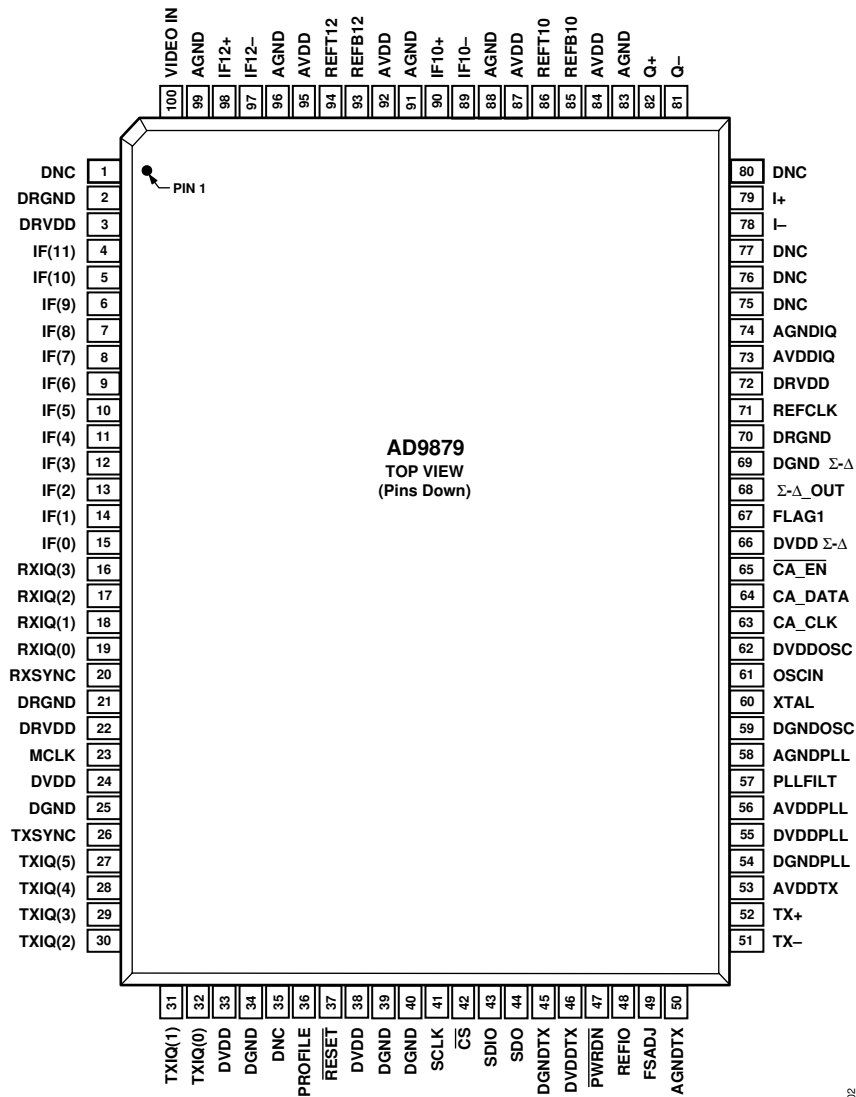 100 VIDEO IN
99 AGND
98 IF12+
97 IF12–
96 AGND
95 AVDD
94 REFT12
93 REFB12
92 AVDD
91 AGND
90 IF10+
89 IF10–
88 AGND
87 AVDD
86 REFT10
85 REFB10
84 AVDD
83 AGND
82 Q+
81 Q–
DNC 1
DRGND 2
DRVDD 3
IF(11) 4
IF(10) 5
IF(9) 6
IF(8) 7
IF(7) 8
IF(6) 9
IF(5) 10
IF(4) 11
IF(3) 12
IF(2) 13
IF(1) 14
IF(0) 15
RXIQ(3) 16
RXIQ(2) 17
RXIQ(1) 18
RXIQ(0) 19
RXSYNC 20
DRGND 21
DRVDD 22
MCLK 23
DVDD 24
DGND 25
TXSYNC 26
TXIQ(5) 27
TXIQ(4) 28
TXIQ(3) 29
TXIQ(2) 30
PIN 1
AD9879
TOP VIEW
(Pins Down)
80 DNC
79 I+
78 I–
77 DNC
76 DNC
75 DNC
74 AGNDIQ
73 AVDDIQ
72 DRVDD
71 REFCLK
70 DRGND
69 DGND Σ-Δ
68 Σ-Δ_OUT
67 FLAG1
66 DVDD Σ-Δ
65 CA_EN
64 CA_DATA
63 CA_CLK
62 DVDDOSC
61 OSCIN
60 XTAL
59 DGNDOSC
58 AGNDPLL
57 PLLFILT
56 AVDDPLL
55 DVDDPLL
54 DGNDPLL
53 AVDDTX
52 TX+
51 TX–
TXIQ(1) 31
TXIQ(0) 32
DVDD 33
DGND 34
DNC 35
PROFILE 36
RESET 37
DVDD 38
DGND 39
DGND 40
SCLK 41
CS 42
SDIO 43
SDO 44
DGNDTX 45
DVDDTX 46
PWRDN 47
REFIO 48
FSADJ 49
AGNDTX 50
02